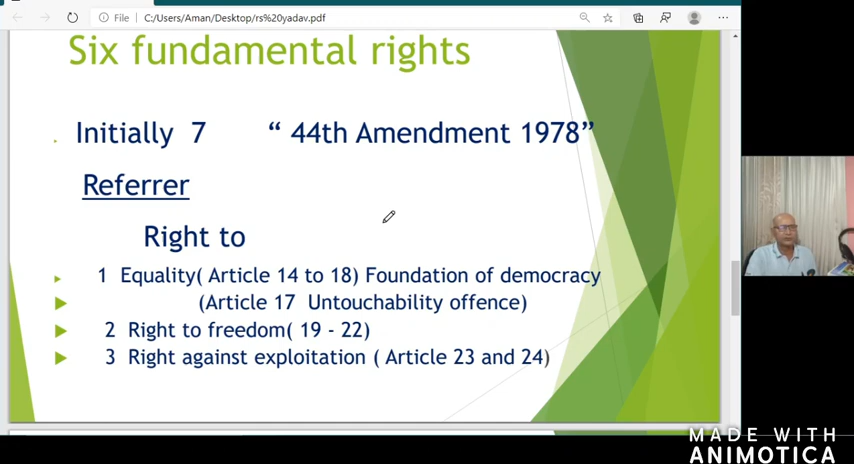 File C:/Users/Aman/Desktop/rs%20yadav.pdf
Six fundamental rights
Initially 7 “ 44th Amendment 1978”
Referrer
Right to
1 Equality( Article 14 to 18) Foundation of democracy
(Article 17 Untouchability offence)
2 Right to freedom( 19 - 22)
3 Right against exploitation ( Article 23 and 24)
MADE WITH
ANIMOTICA